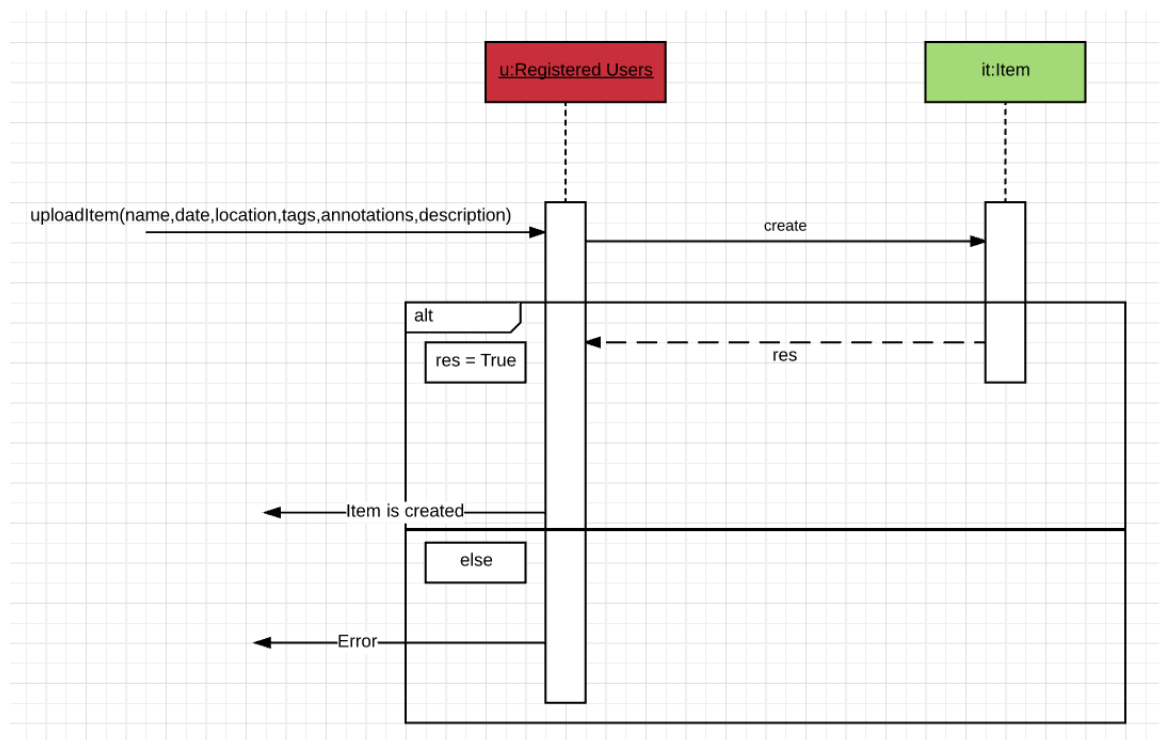 u:Registered Users
it:Item
uploadItem(name,date,location,tags,annotations,description)
create
alt
res = True
res
Item is created
else
Error